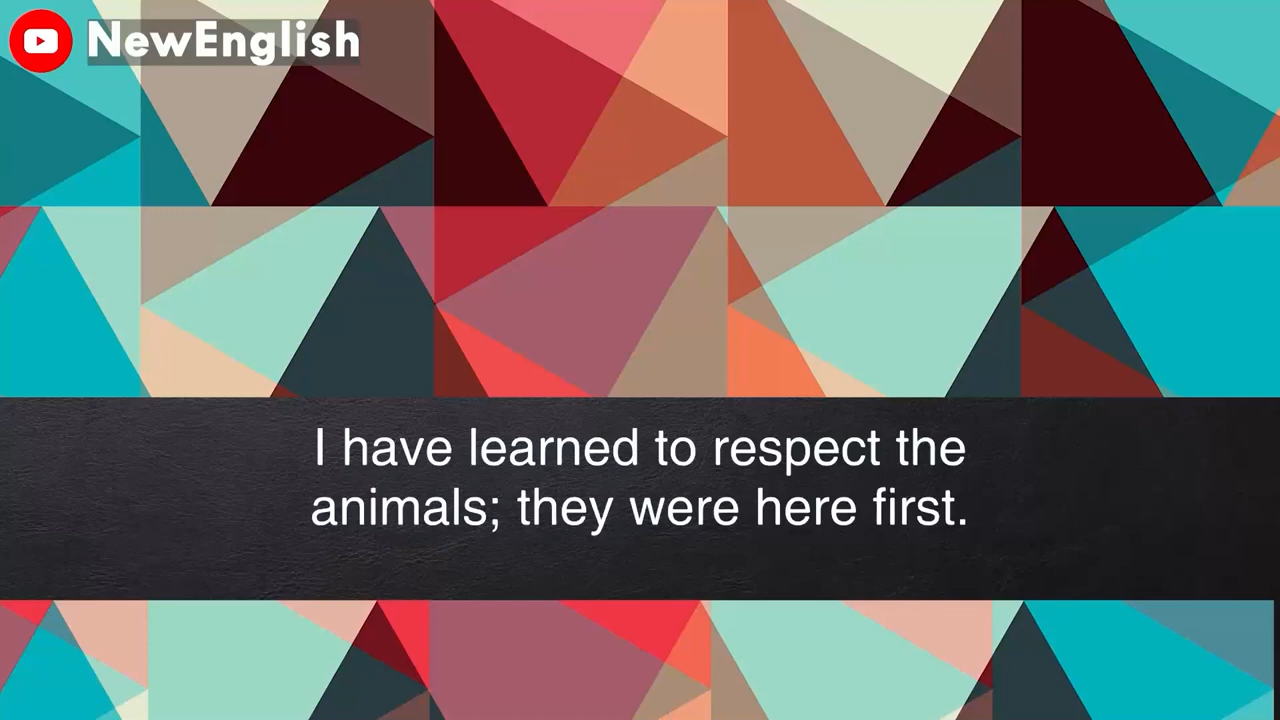 NewEnglish
I have learned to respect the
animals; they were here first.